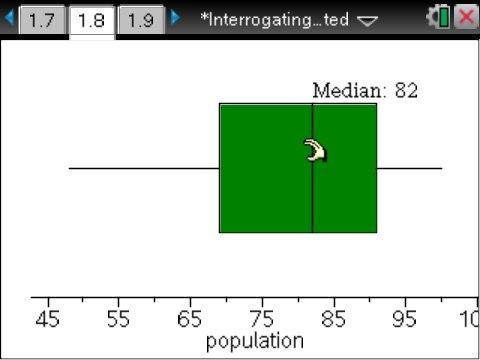 1.7 1.8 1.9 *Interrogating...ted
Median: 82
45 55 65 75 85 95 10
population